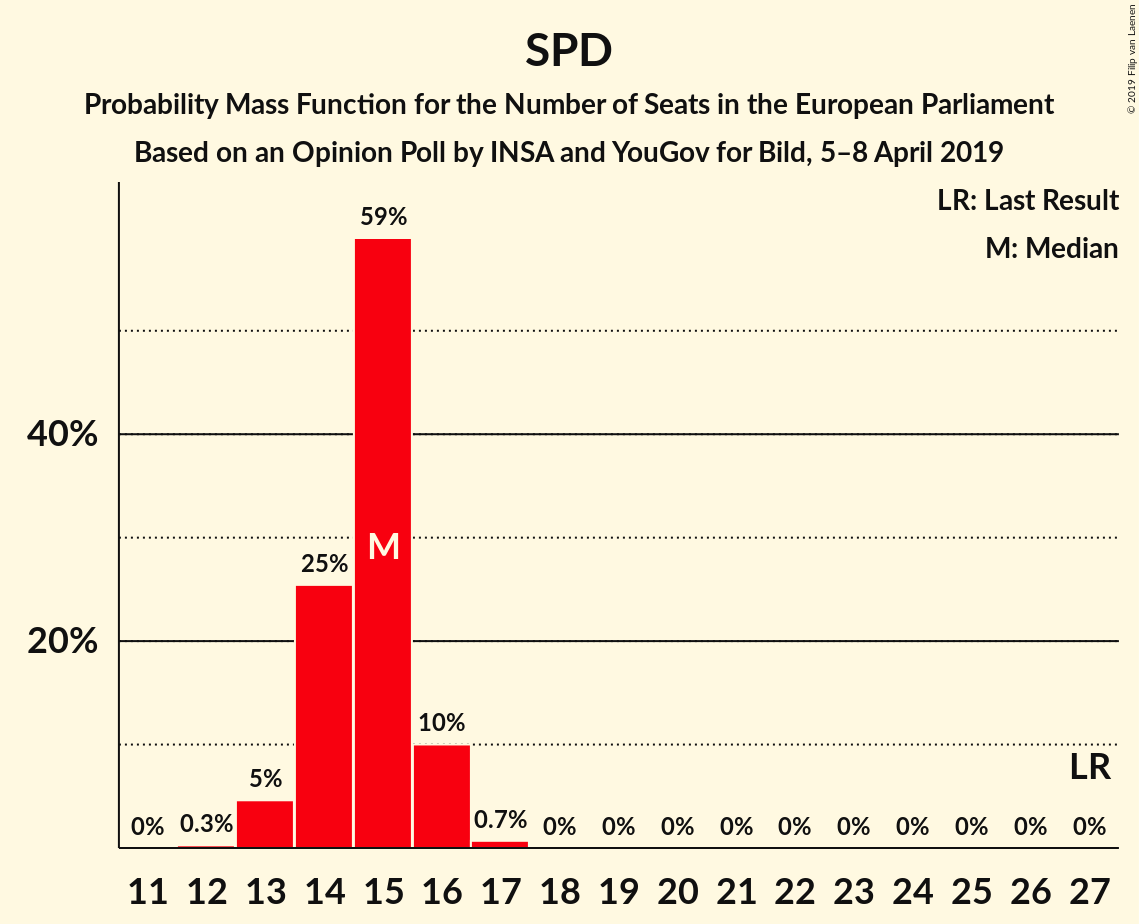 SPD
Probability Mass Function for the Number of Seats in the European Parliament
Based on an Opinion Poll by INSA and YouGov for Bild, 5–8 April 2019
© 2019 Filip van Laenen
LR: Last Result
M: Median
59%
40%
M
25%
20%
10%
LR
5%
0% 0.3% 0.7% 0% 0% 0% 0% 0% 0% 0% 0% 0% 0%
11 12 13 14 15 16 17 18 19 20 21 22 23 24 25 26 27